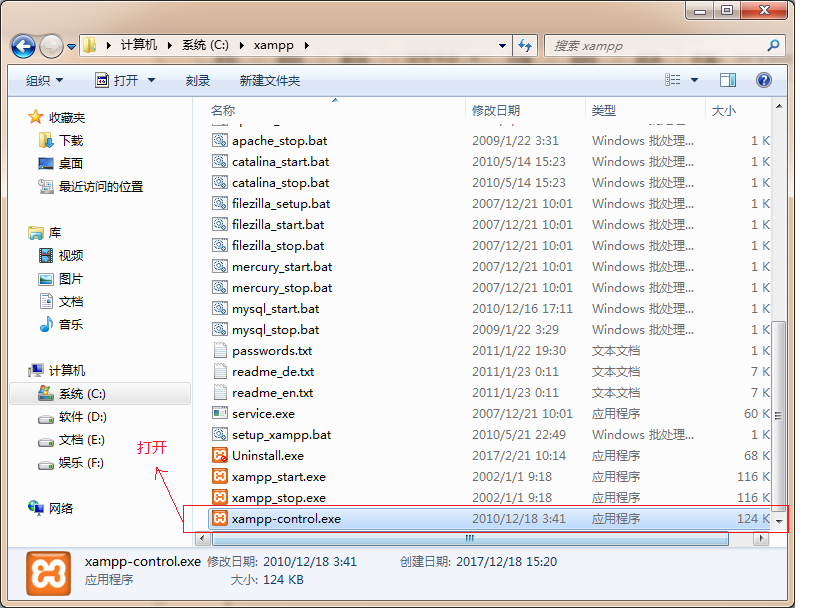 计算机 ▸ 系统 (C:) ▸ xampp ▸
搜索 xampp
组织 打开 刻录 新建文件夹
名称 修改日期 类型 大小
apache_stop.bat 2009/1/22 3:31 Windows 批处理... 1 K
catalina_start.bat 2010/5/14 15:23 Windows 批处理... 1 K
catalina_stop.bat 2010/5/14 15:23 Windows 批处理... 1 K
filezilla_setup.bat 2007/12/21 10:01 Windows 批处理... 1 K
filezilla_start.bat 2007/12/21 10:01 Windows 批处理... 1 K
filezilla_stop.bat 2007/12/21 10:01 Windows 批处理... 1 K
mercury_start.bat 2007/12/21 10:01 Windows 批处理... 1 K
mercury_stop.bat 2007/12/21 10:01 Windows 批处理... 1 K
mysql_start.bat 2010/12/16 17:11 Windows 批处理... 1 K
mysql_stop.bat 2009/1/22 3:29 Windows 批处理... 1 K
passwords.txt 2011/1/22 19:30 文本文档 1 K
readme_de.txt 2011/1/23 0:11 文本文档 7 K
readme_en.txt 2011/1/23 0:11 文本文档 7 K
service.exe 2007/12/21 10:01 应用程序 60 K
setup_xampp.bat 2010/5/21 22:49 Windows 批处理... 1 K
Uninstall.exe 2017/2/21 10:14 应用程序 68 K
xampp_start.exe 2002/1/1 9:18 应用程序 116 K
xampp_stop.exe 2002/1/1 9:18 应用程序 116 K
xampp-control.exe 2010/12/18 3:41 应用程序 124 K
收藏夹
下载
桌面
最近访问的位置
库
视频
图片
文档
音乐
计算机
系统 (C:)
软件 (D:)
文档 (E:)
娱乐 (F:)
网络
打开
xampp-control.exe 修改日期: 2010/12/18 3:41 创建日期: 2017/12/18 15:20
应用程序 大小: 124 KB